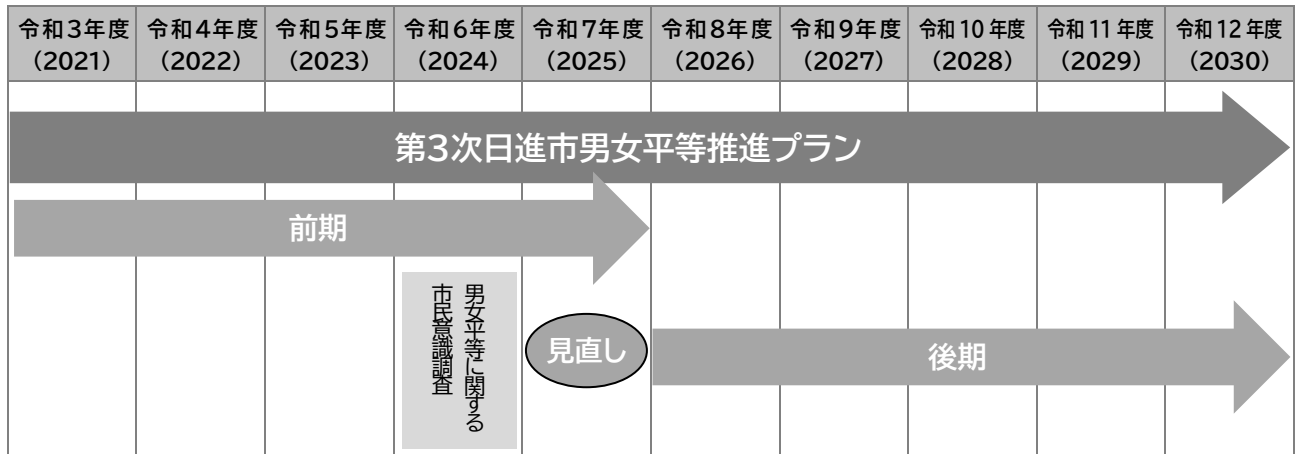 令和3年度 令和4年度 令和5年度 令和6年度 令和7年度 令和8年度 令和9年度 令和10年度 令和11年度 令和12年度
(2021) (2022) (2023) (2024) (2025) (2026) (2027) (2028) (2029) (2030)
第3次日進市男女平等推進プラン
前期
男女平等に関する
市民意識調査
見直し
後期